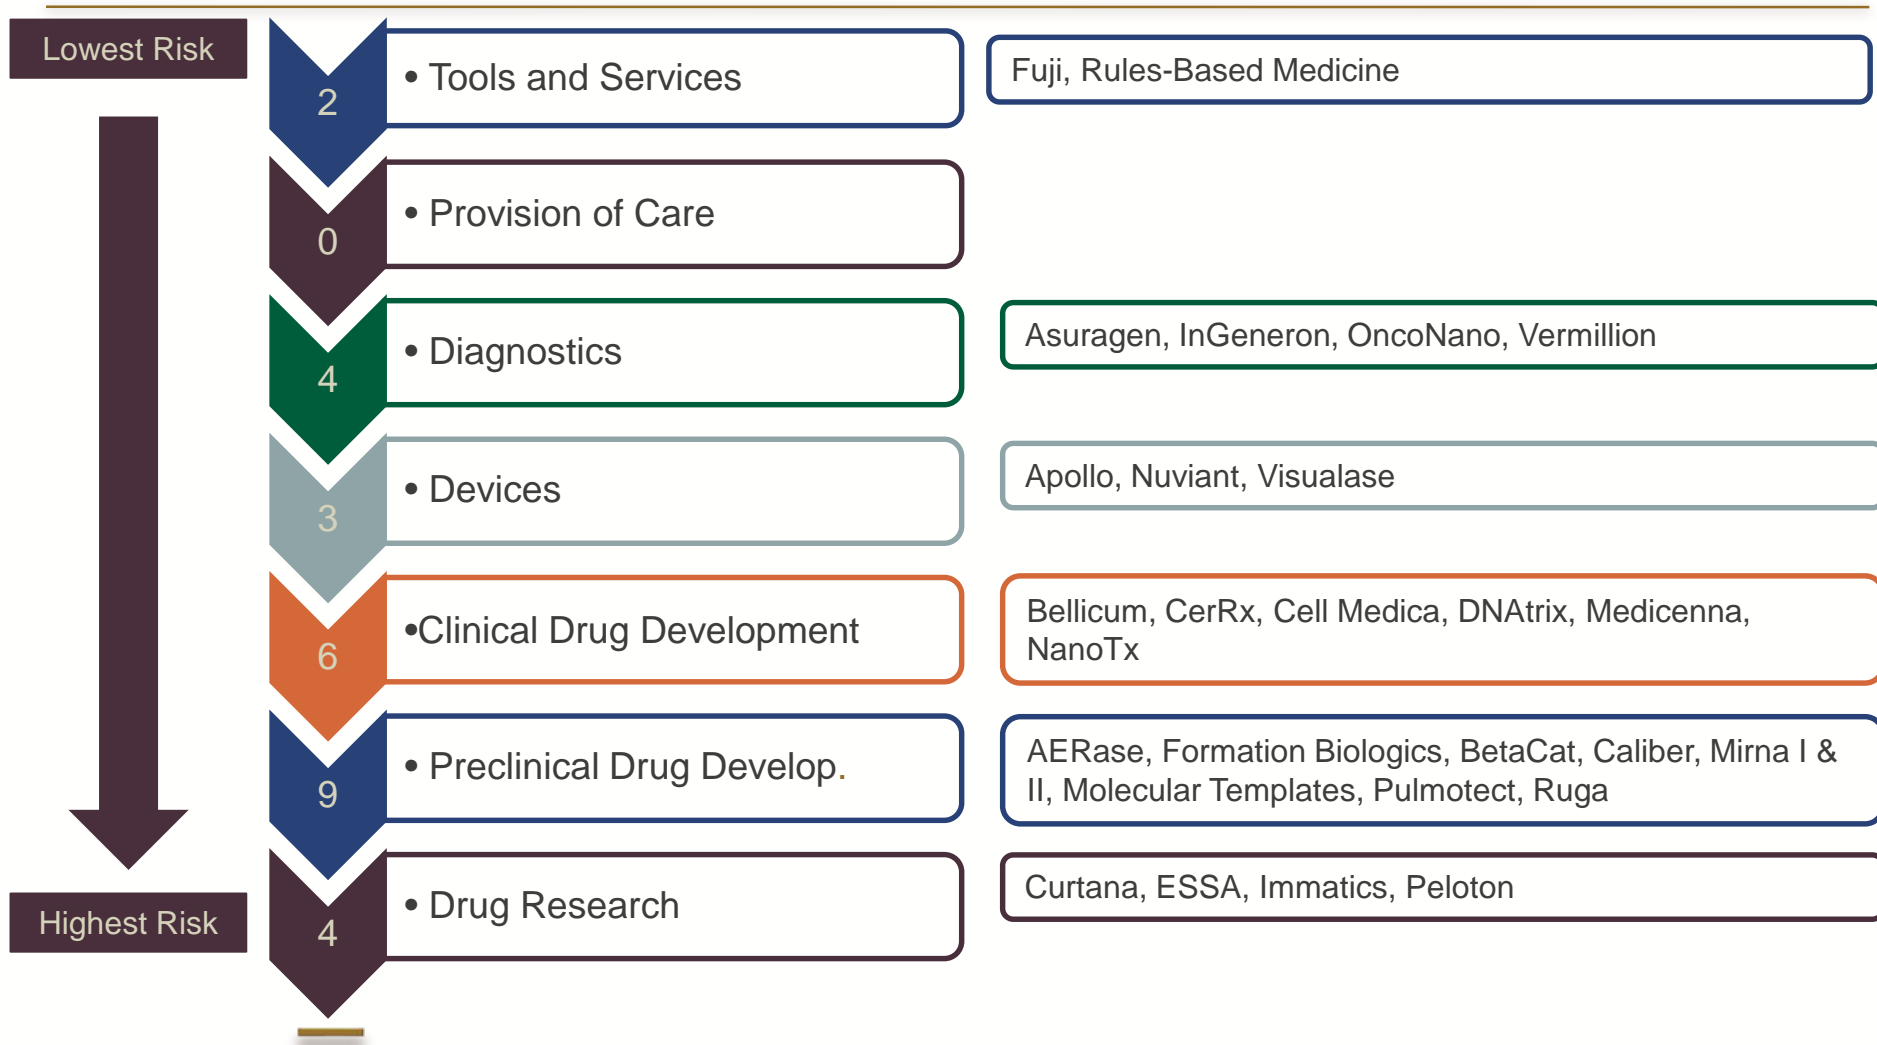 Lowest Risk
2
• Tools and Services
Fuji, Rules-Based Medicine
0
• Provision of Care
4
• Diagnostics
Asuragen, InGeneron, OncoNano, Vermillion
3
• Devices
Apollo, Nuviant, Visualase
6
•Clinical Drug Development
Bellicum, CerRx, Cell Medica, DNAtrix, Medicenna,
NanoTx
9
• Preclinical Drug Develop.
AERase, Formation Biologics, BetaCat, Caliber, Mirna I &
II, Molecular Templates, Pulmotect, Ruga
Highest Risk
4
• Drug Research
Curtana, ESSA, Immatics, Peloton